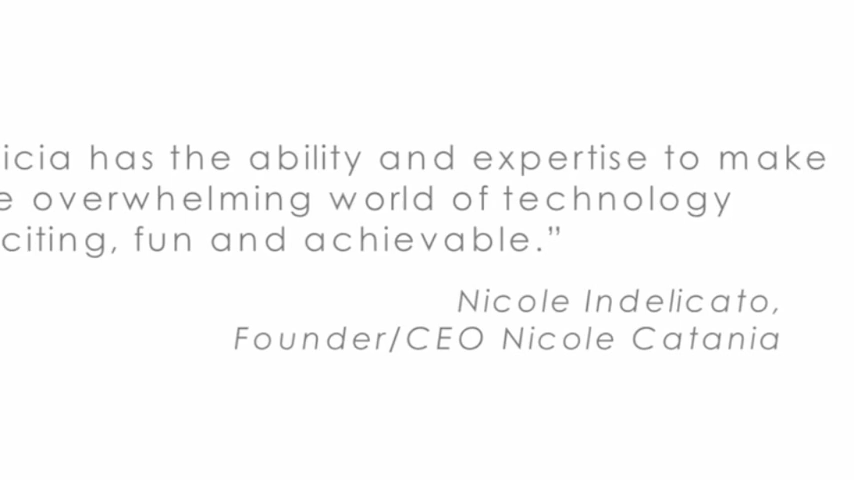 icia has the ability and expertise to make
e overwhelming world of technology
citing, fun and achievable.”
Nicole Indelicato,
Founder/CEO Nicole Catania